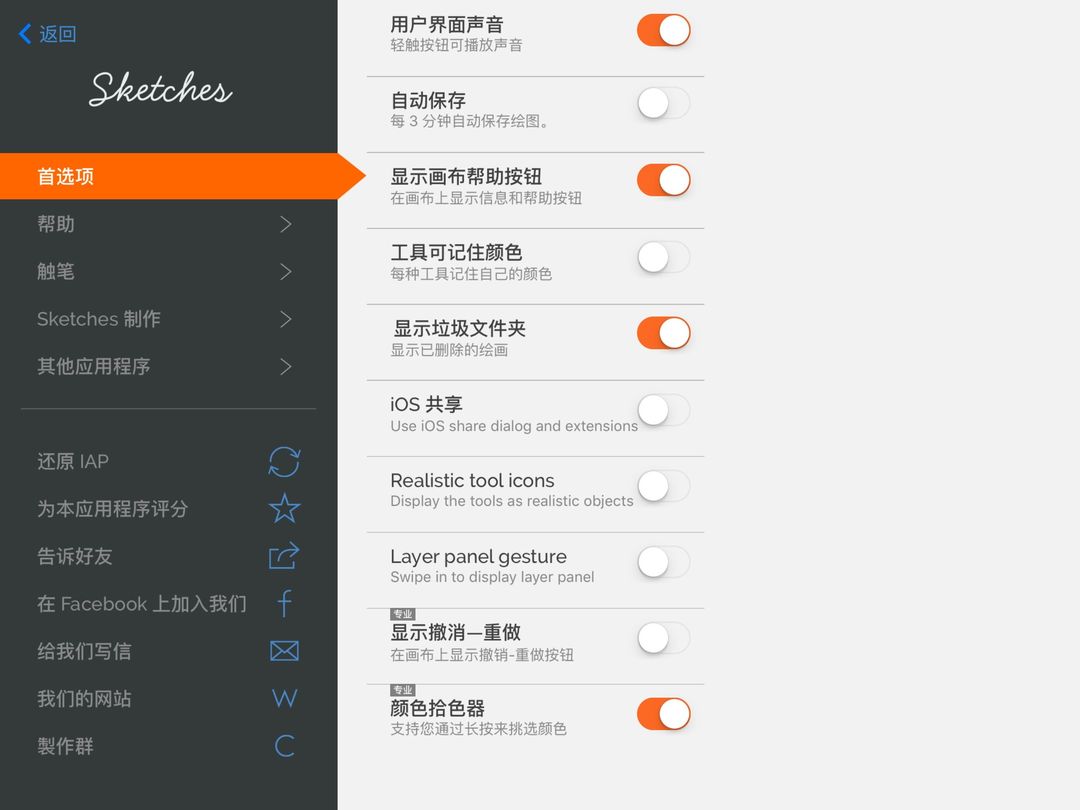 返回
Sketches
首选项
帮助
触笔
Sketches 制作
其他应用程序
还原 IAP
为本应用程序评分
告诉好友
在 Facebook 上加入我们
给我们写信
我们的网站
製作群
用户界面声音
轻触按钮可播放声音
自动保存
每 3 分钟自动保存绘图。
显示画布帮助按钮
在画布上显示信息和帮助按钮
工具可记住颜色
每种工具记住自己的颜色
显示垃圾文件夹
显示已删除的绘画
iOS 共享
Use iOS share dialog and extensions
Realistic tool icons
Display the tools as realistic objects
Layer panel gesture
Swipe in to display layer panel
专业
显示撤消—重做
在画布上显示撤销-重做按钮
专业
颜色拾色器
支持您通过长按来挑选颜色